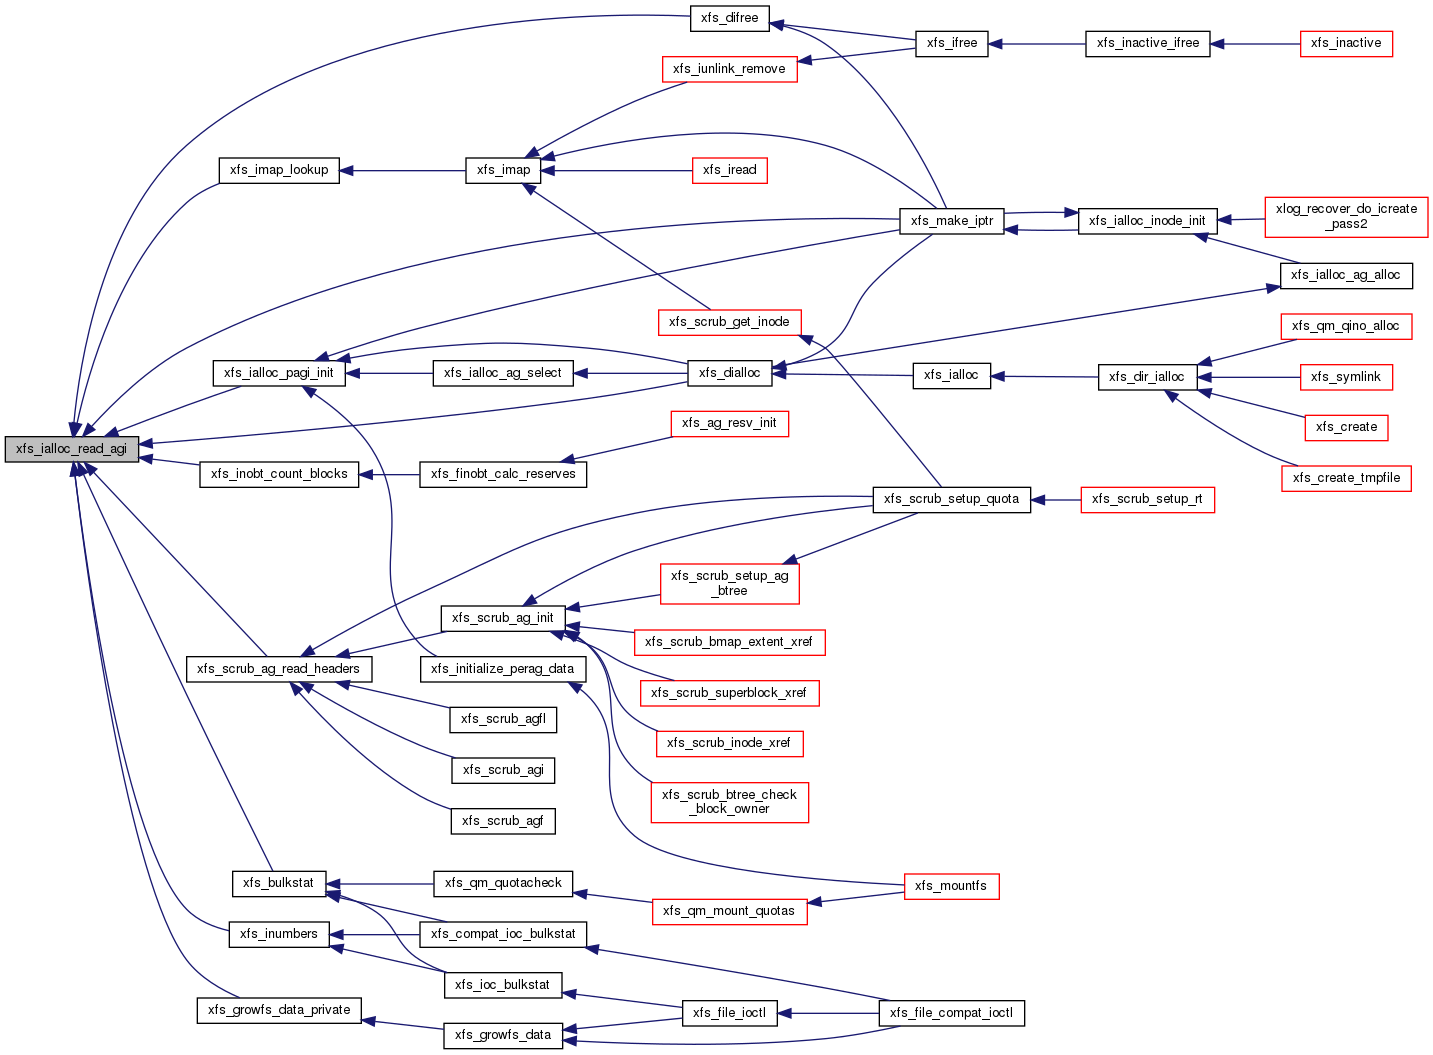 xfs_difree
xfs_ifree
xfs_inactive_ifree
xfs_inactive
xfs_iunlink_remove
xfs_imap_lookup
xfs_imap
xfs_iread
xfs_make_iptr
xfs_ialloc_inode_init
xlog_recover_do_icreate
_pass2
xfs_ialloc_ag_alloc
xfs_scrub_get_inode
xfs_qm_qino_alloc
xfs_ialloc_pagi_init
xfs_ialloc_ag_select
xfs_dialloc
xfs_ialloc
xfs_dir_ialloc
xfs_symlink
xfs_ag_resv_init
xfs_create
xfs_ialloc_read_agi
xfs_inobt_count_blocks
xfs_finobt_calc_reserves
xfs_create_tmpfile
xfs_scrub_setup_quota
xfs_scrub_setup_rt
xfs_scrub_setup_ag
_btree
xfs_scrub_ag_init
xfs_scrub_bmap_extent_xref
xfs_scrub_ag_read_headers
xfs_initialize_perag_data
xfs_scrub_superblock_xref
xfs_scrub_agfl
xfs_scrub_inode_xref
xfs_scrub_agi
xfs_scrub_btree_check
_block_owner
xfs_scrub_agf
xfs_bulkstat
xfs_qm_quotacheck
xfs_mountfs
xfs_qm_mount_quotas
xfs_inumbers
xfs_compat_ioc_bulkstat
xfs_ioc_bulkstat
xfs_growfs_data_private
xfs_file_ioctl
xfs_file_compat_ioctl
xfs_growfs_data